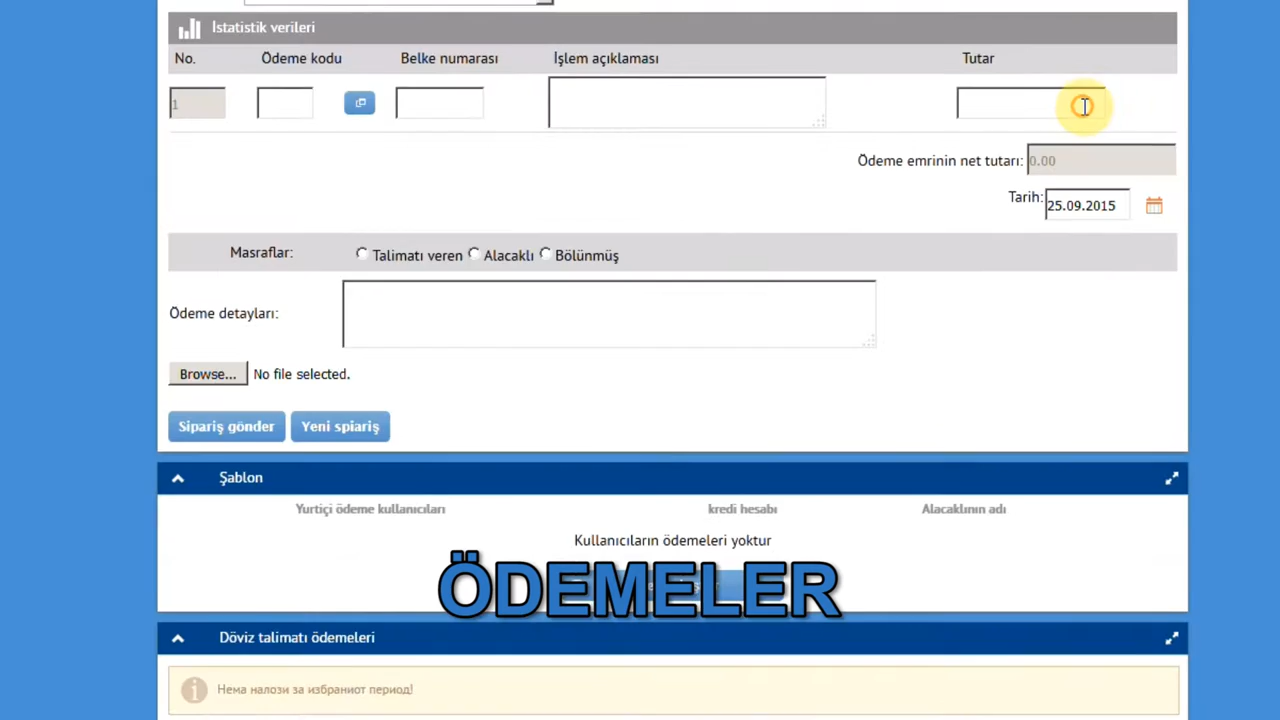 İstatistik verileri
No. Ödeme kodu Belke numarası İşlem açıklaması Tutar
1
Ödeme emrinin net tutarı: 0.00
Tarih: 25.09.2015
Masraflar: Talimatı veren Alacaklı Bölünmüş
Ödeme detayları:
Browse... No file selected.
Sipariş gönder Yeni spiariş
Şablon
Yurtiçi ödeme kullanıcıları kredi hesabı Alacaklının adı
Kullanıcıların ödemeleri yoktur
ÖDEMELER
Döviz talimatı ödemeleri
Нема налози за избраниот период!